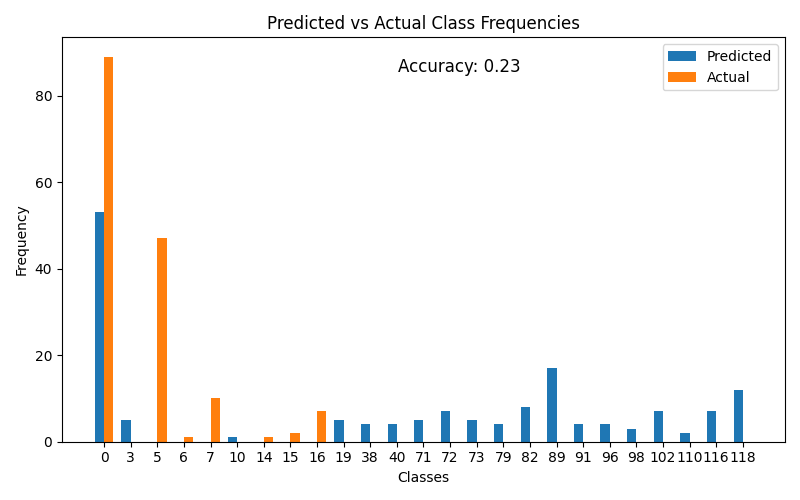 Predicted vs Actual Class Frequencies
Accuracy: 0.23
Predicted
Actual
Frequency
80
60
40
20
0
0 3 5 6 7 10 14 15 16 19 38 40 71 72 73 79 82 89 91 96 98 102 110 116 118
Classes